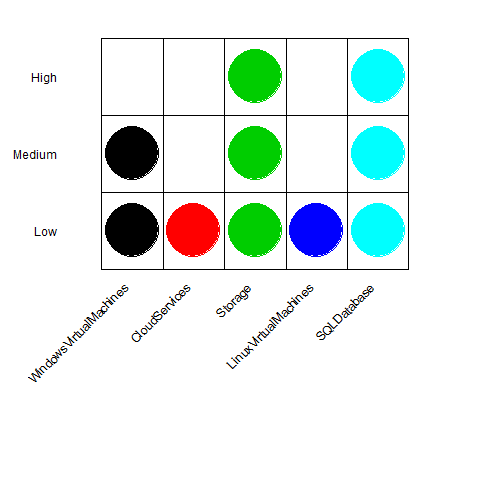 High
Medium
Low
WindowsVirtualMachines
CloudServices
Storage
LinuxVirtualMachines
SQLDatabase